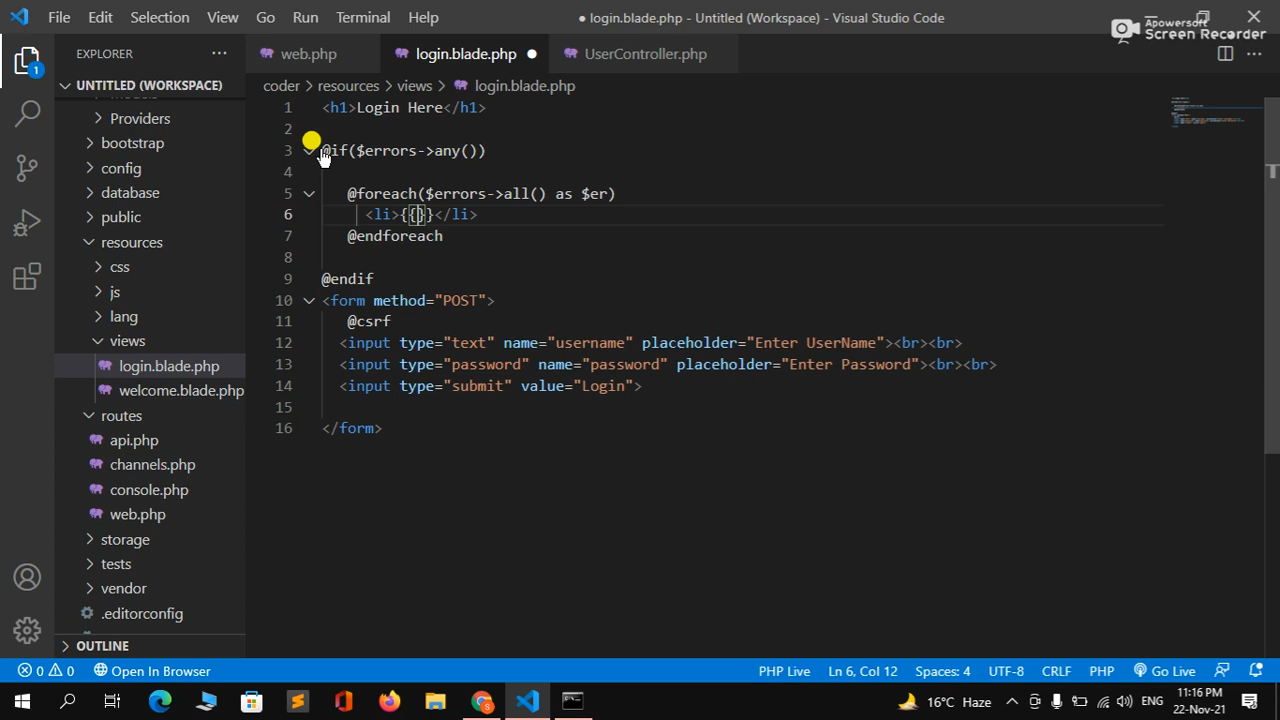 File Edit Selection View Go Run Terminal Help ● login.blade.php - Untitled (Workspace) - Visual Studio Code
Apowersoft
Screen Recorder
EXPLORER ··· web.php login.blade.php ● UserController.php ···
1
UNTITLED (WORKSPACE) coder > resources > views > login.blade.php
Providers
bootstrap
config
database
public
resources
css
js
lang
views
login.blade.php
welcome.blade.php
routes
api.php
channels.php
console.php
web.php
storage
tests
vendor
.editorconfig
OUTLINE
1 <h1>Login Here</h1>
2
3 @if($errors->any())
4
5 @foreach($errors->all() as $er)
6 <li>{{}}</li>
7 @endforeach
8
9 @endif
10 <form method="POST">
11 @csrf
12 <input type="text" name="username" placeholder="Enter UserName"><br><br>
13 <input type="password" name="password" placeholder="Enter Password"><br><br>
14 <input type="submit" value="Login">
15
16 </form>
0 0 Open In Browser PHP Live Ln 6, Col 12 Spaces: 4 UTF-8 CRLF PHP Go Live
16°C Haze ENG 11:16 PM
22-Nov-21